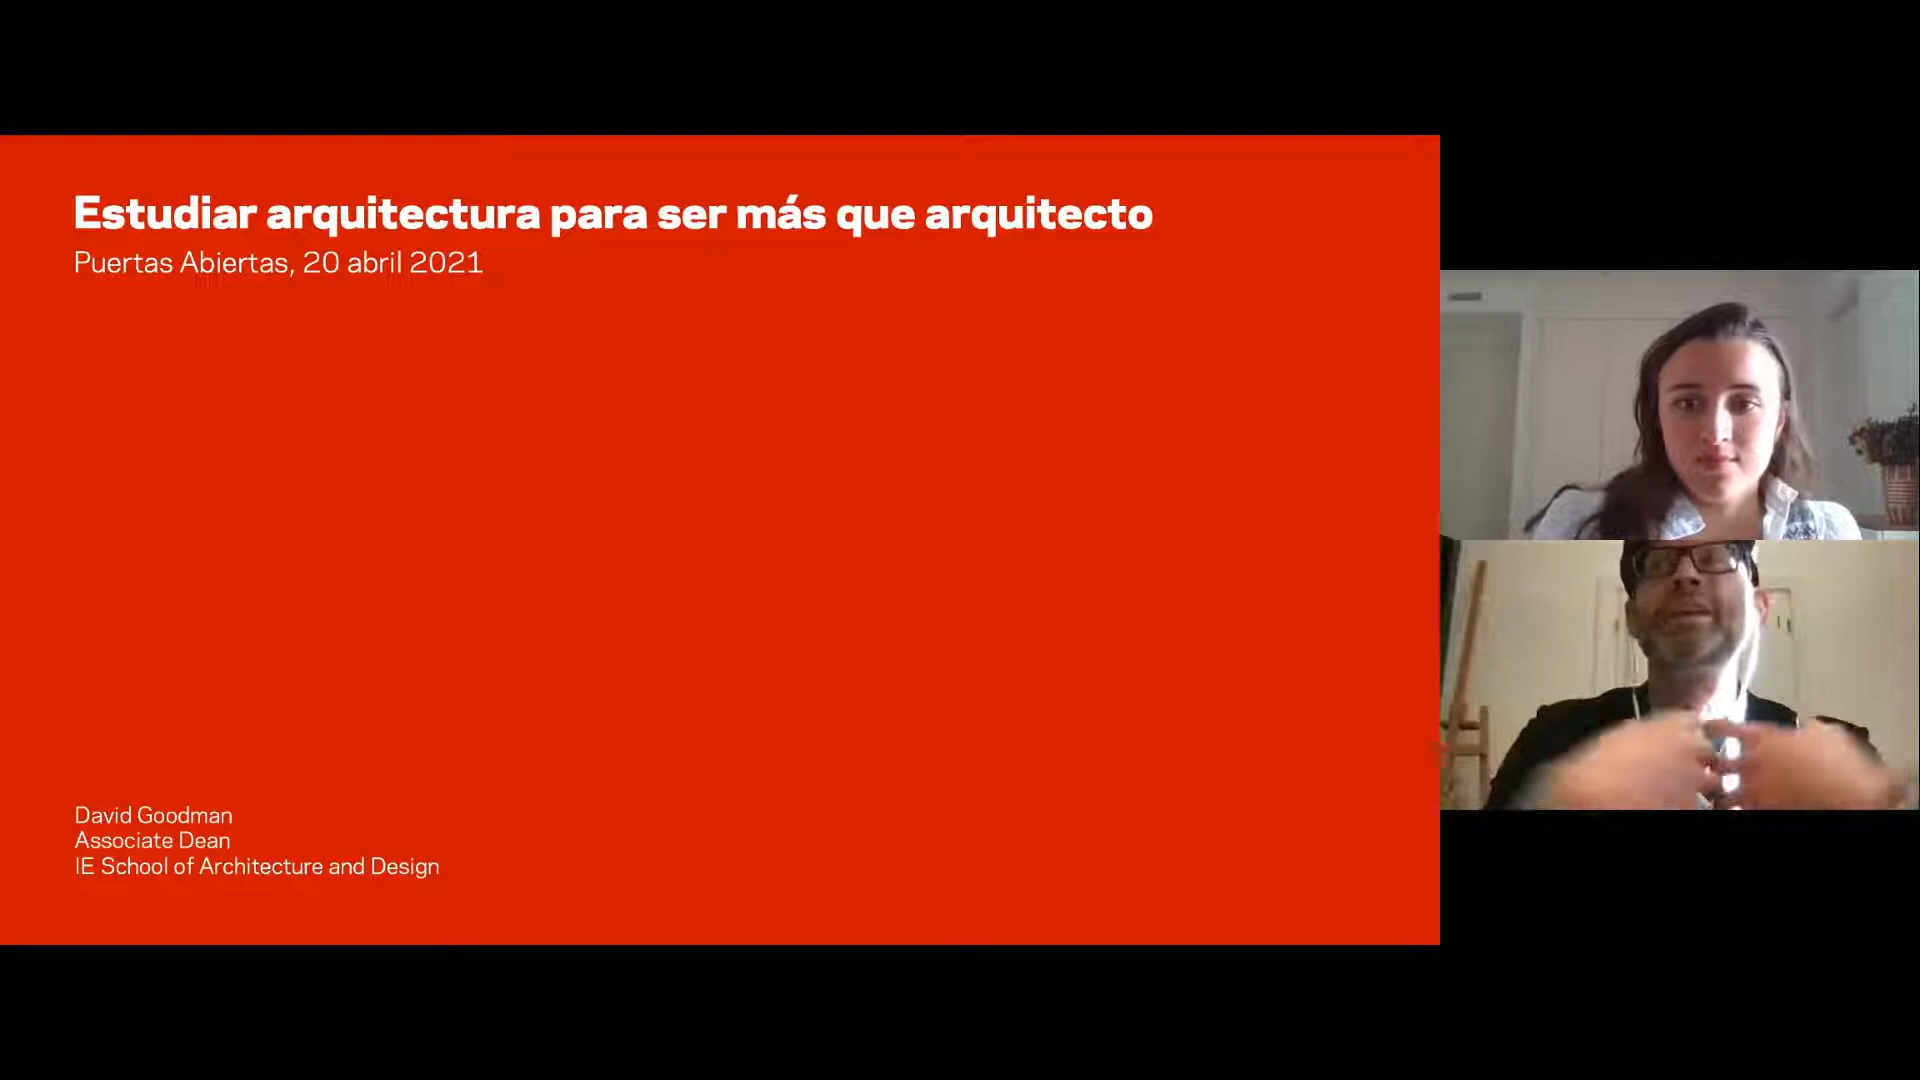 Estudiar arquitectura para ser más que arquitecto
Puertas Abiertas, 20 abril 2021
David Goodman
Associate Dean
IE School of Architecture and Design